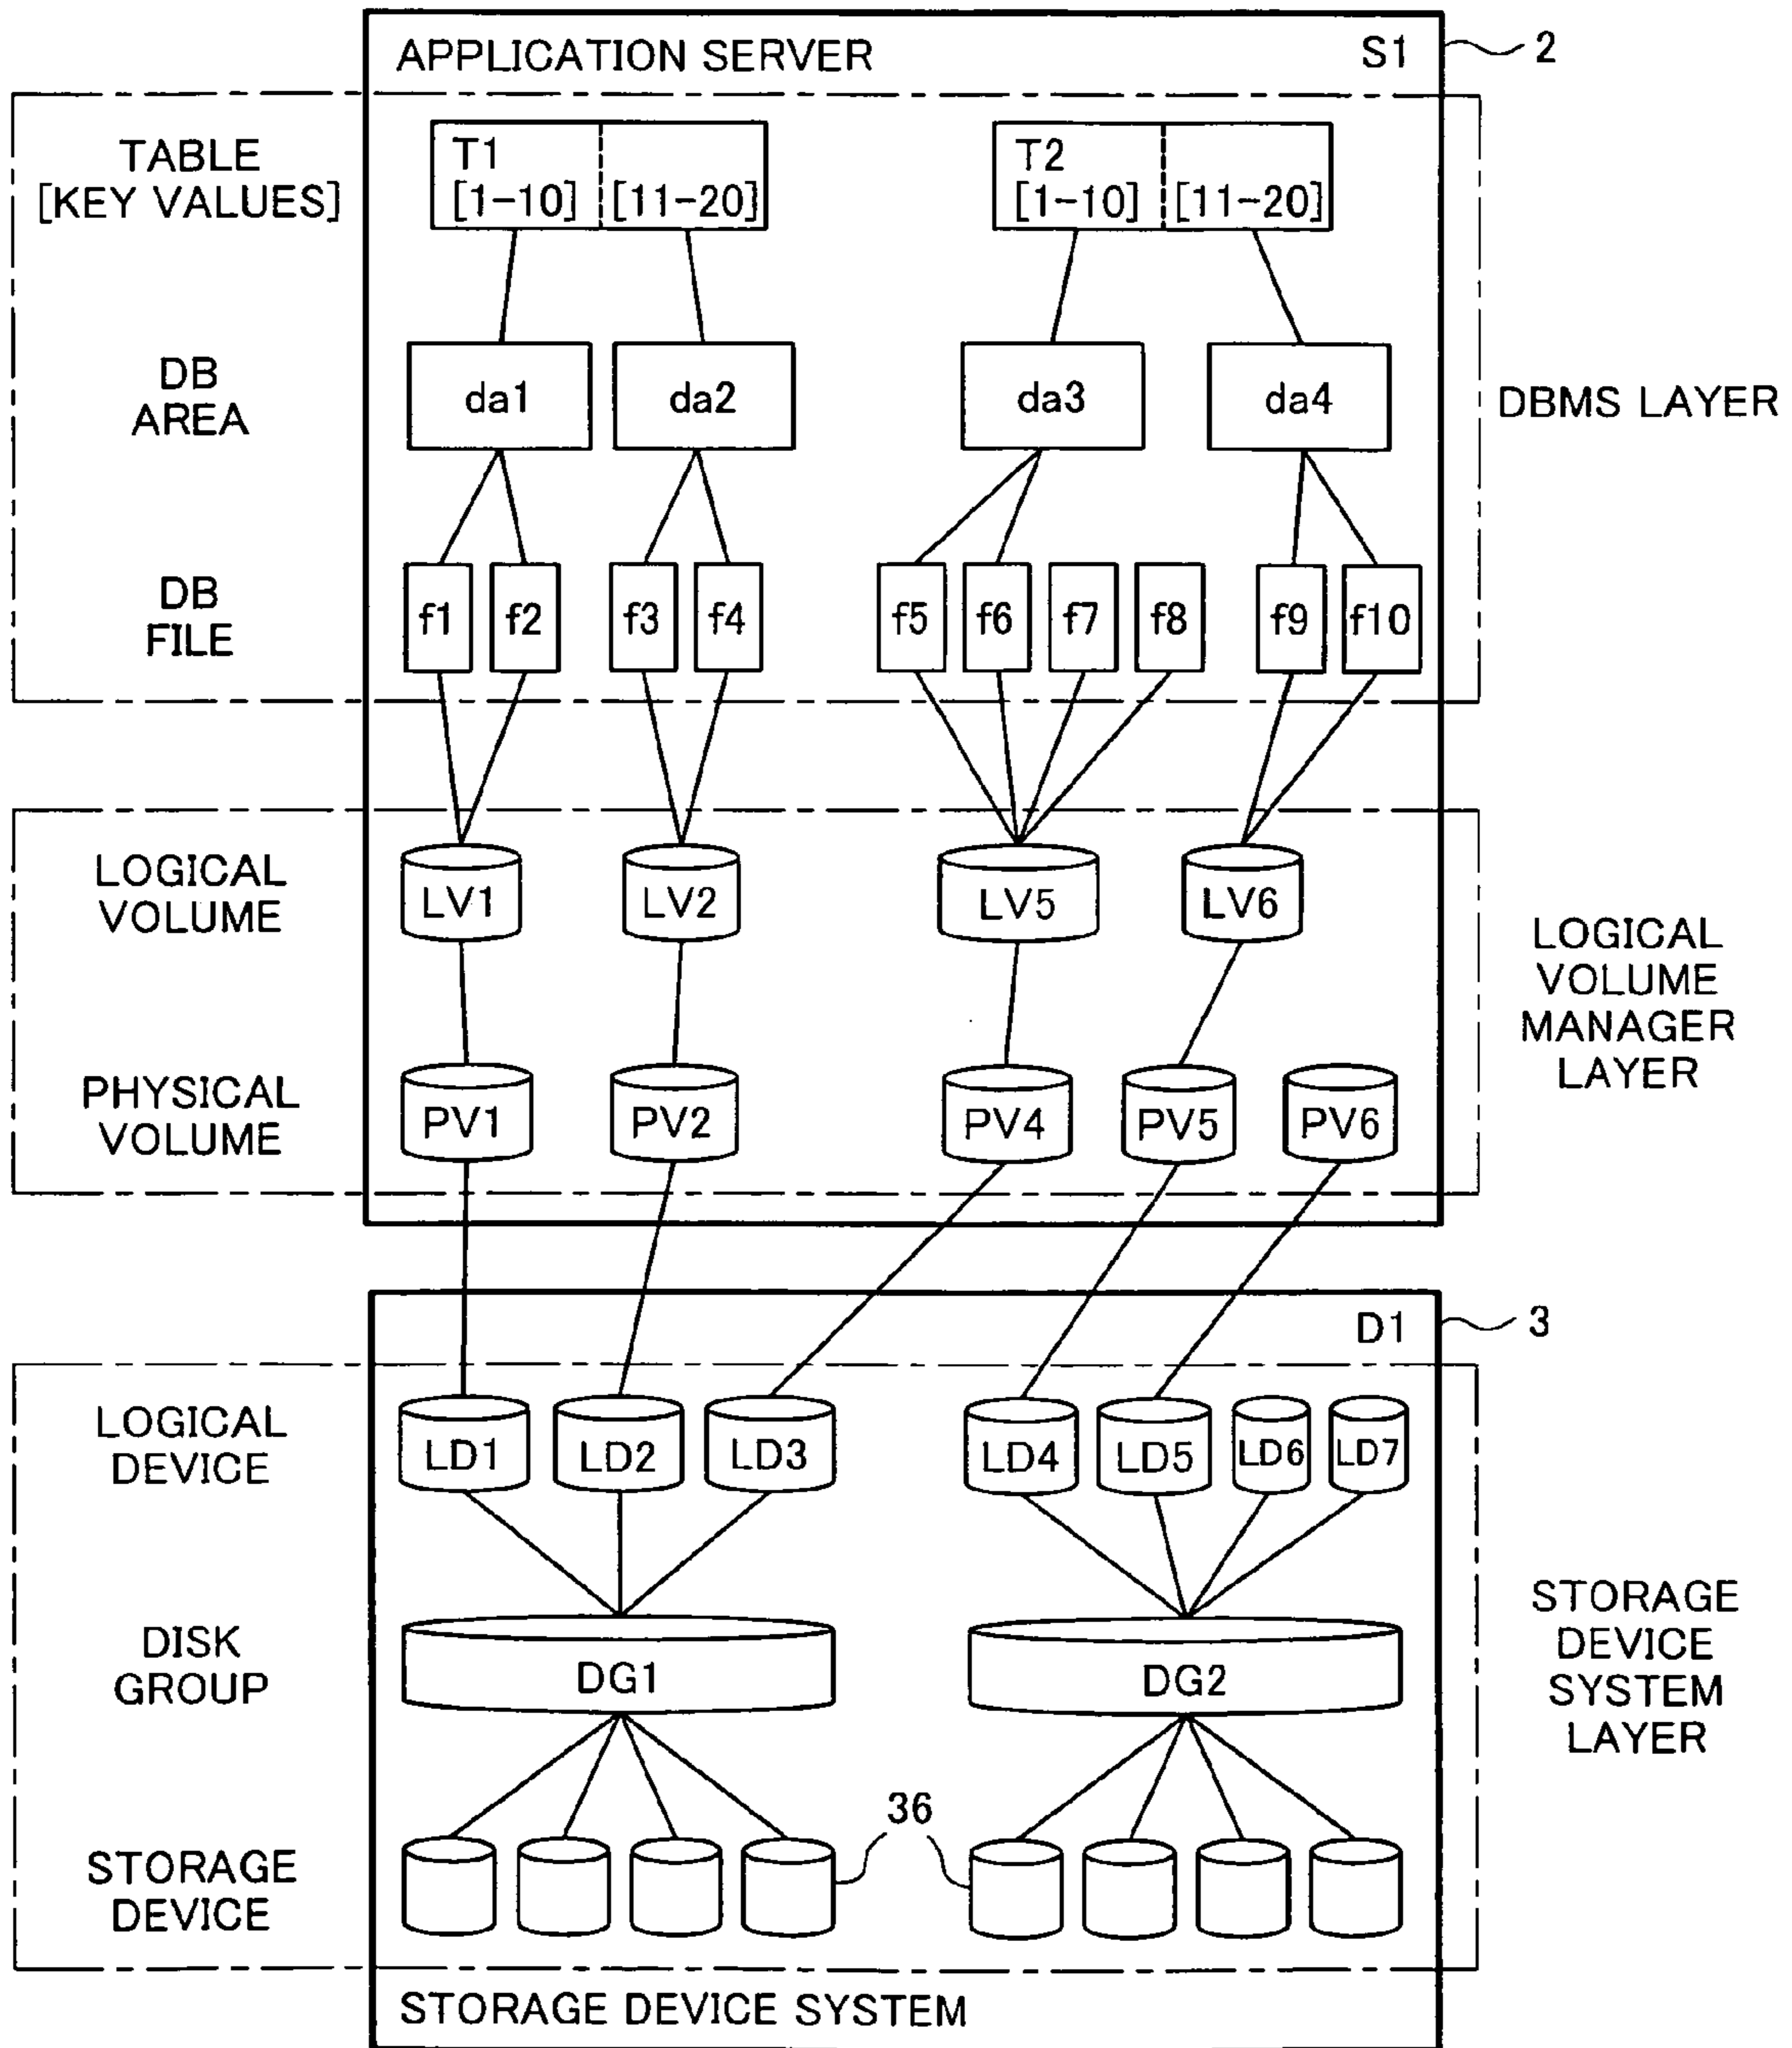 APPLICATION SERVER S1 2
TABLE
[KEY VALUES]
T1
[1-10] [11-20]
T2
[1-10] [11-20]
DB
AREA
da1 da2 da3 da4
DBMS LAYER
DB
FILE
f1 f2 f3 f4 f5 f6 f7 f8 f9 f10
LOGICAL
VOLUME
LV1 LV2 LV5 LV6
LOGICAL
VOLUME
MANAGER
LAYER
PHYSICAL
VOLUME
PV1 PV2 PV4 PV5 PV6
D1 3
LOGICAL
DEVICE
LD1 LD2 LD3 LD4 LD5 LD6 LD7
DISK
GROUP
DG1 DG2
STORAGE
DEVICE
SYSTEM
LAYER
36
STORAGE
DEVICE
STORAGE DEVICE SYSTEM